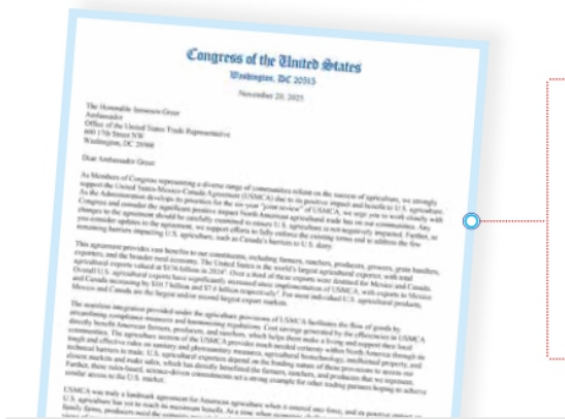 Congress of the United States
Washington, DC 20515
November 20, 2025
The Honorable Jamieson Greer
Ambassador
Office of the United States Trade Representative
600 17th Street NW
Washington, DC 20508
Dear Ambassador Greer:
As Members of Congress representing a diverse range of communities reliant on the success of agriculture, we strongly
support the United States-Mexico-Canada Agreement (USMCA) due to its positive impact and benefit to U.S. agriculture.
As the Administration develops its priorities for the six-year "joint review" of USMCA, we urge you to work closely with
Congress and consider the significant positive impact North American agricultural trade has on our communities. Any
changes to the agreement should be carefully examined to ensure U.S. agriculture is not negatively impacted. Further, as
you consider updates to the agreement, we support efforts to fully enforce the existing terms and to address the few
remaining barriers impacting U.S. agriculture, such as Canada's barriers to U.S. dairy.
This agreement provides vast benefits to our constituents, including farmers, ranchers, producers, growers, grain handlers,
exporters, and the broader rural economy. The United States is the world's largest agricultural exporter, with total
agricultural exports valued at $176 billion in 2024. Over a third of these exports were destined for Mexico and Canada.
Overall U.S. agricultural exports have significantly increased since implementation of USMCA, with exports to Mexico
and Canada increasing by $10.7 billion and $7.6 billion respectively. For most individual U.S. agricultural products,
Mexico and Canada are the largest and/or second largest export markets.
The seamless integration provided under the agriculture provisions of USMCA facilitates the flow of goods by
streamlining compliance measures and harmonizing regulations. Cost savings generated by the efficiencies in USMCA
directly benefit American farmers, producers, and ranchers, which helps them make a living and support their local
communities. The agriculture section of the USMCA provides much needed certainty within North America through its
tough and effective rules on sanitary and phytosanitary measures, agricultural biotechnology, intellectual property, and
technical barriers to trade. U.S. agricultural exporters depend on the binding nature of these provisions to access our
closest markets and make sales, which has directly benefited the farmers, ranchers, and producers that we represent.
Further, these rules-based, science-driven commitments set a strong example for other trading partners hoping to achieve
similar access to the U.S. market.
USMCA was truly a landmark agreement for American agriculture when it entered into force, and its positive impact on
U.S. agriculture has yet to reach its maximum benefit. At a time when
family farms, producers need the certainty